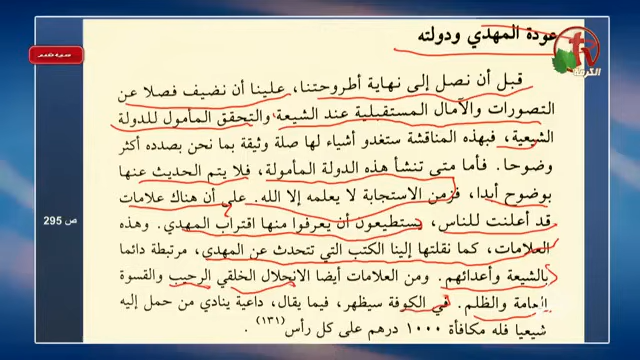 عودة المهدي ودولته
قبل أن نصل إلى نهاية أطروحتنا، علينا أن نضيف فصلا عن
التصورات والآمال المستقبلية عند الشيعة والتحقق المأمول للدولة
الشيعية، فبهذه المناقشة ستغدو أشياء لها صلة وثيقة بما نحن بصدده أكثر
وضوحا. فأما متى تنشأ هذه الدولة المأمولة، فلا يتم الحديث عنها
بوضوح أبدا، فزمن الاستجابة لا يعلمه إلا الله. على أن هناك علامات
قد أعلنت للناس، يستطيعون أن يعرفوا منها اقتراب المهدي. وهذه
العلامات، كما نقلتها إلينا الكتب التي تتحدث عن المهدي، مرتبطة دائما
بالشيعة وأعدائهم. ومن العلامات أيضا الانحلال الخلقي الرحيب والقسوة
العامة والظلم. في الكوفة سيظهر، فيما يقال، داعية ينادي من حمل إليه
شيعيا فله مكافأة ١٠٠٠ درهم على كل رأس(١٣١).
ص 295
tv
الكرمة